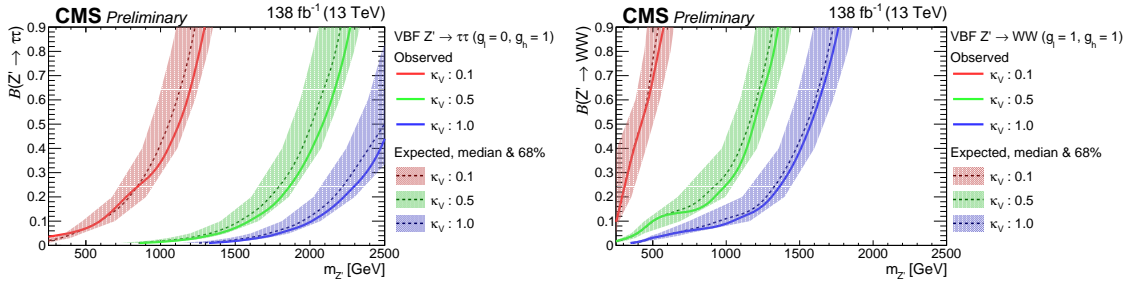 CMS Preliminary 138 fb⁻¹ (13 TeV)
B(Z' → ττ)
0.9
0.8
0.7
0.6
0.5
0.4
0.3
0.2
0.1
0
500 1000 1500 2000 2500
m_Z' [GeV]
VBF Z' → ττ (g_l = 0, g_h = 1)
Observed
κ_V : 0.1
κ_V : 0.5
κ_V : 1.0
Expected, median & 68%
κ_V : 0.1
κ_V : 0.5
κ_V : 1.0
CMS Preliminary 138 fb⁻¹ (13 TeV)
B(Z' → WW)
0.9
0.8
0.7
0.6
0.5
0.4
0.3
0.2
0.1
0
500 1000 1500 2000 2500
m_Z' [GeV]
VBF Z' → WW (g_l = 1, g_h = 1)
Observed
κ_V : 0.1
κ_V : 0.5
κ_V : 1.0
Expected, median & 68%
κ_V : 0.1
κ_V : 0.5
κ_V : 1.0